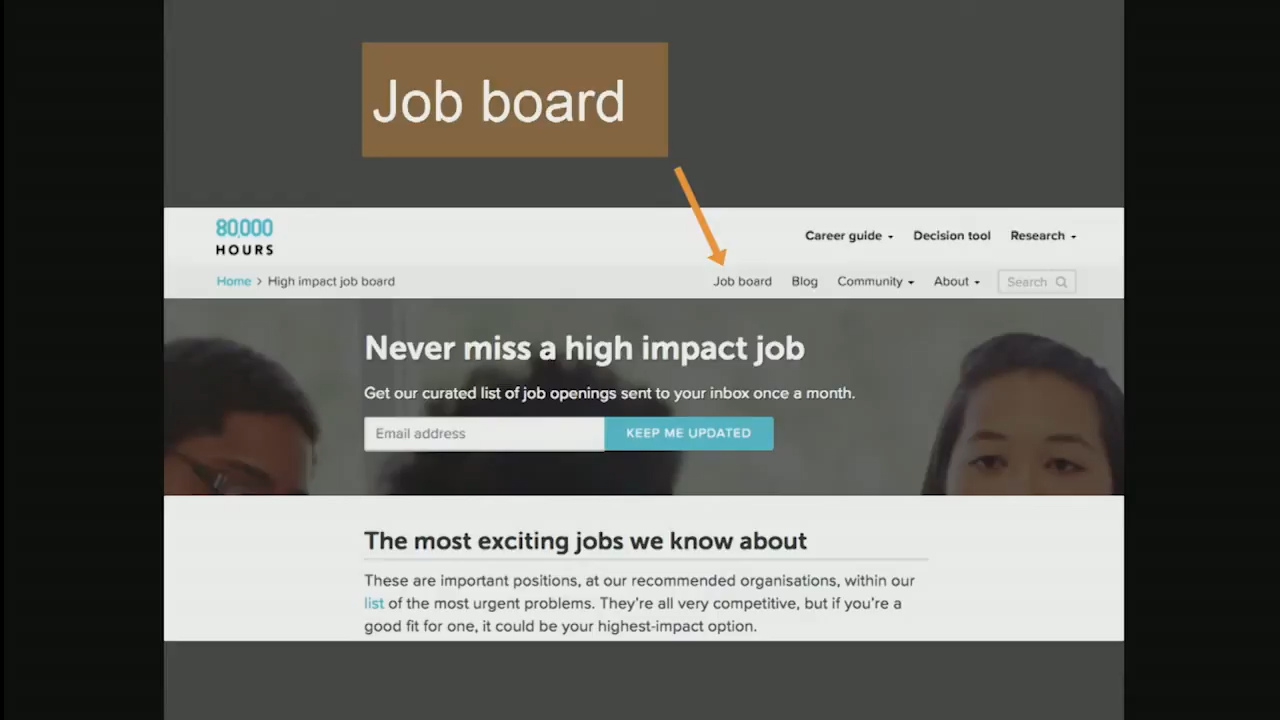 Job board
80,000
HOURS
Career guide
Decision tool
Research
Home > High impact job board
Job board
Blog
Community
About
Search
Never miss a high impact job
Get our curated list of job openings sent to your inbox once a month.
Email address
KEEP ME UPDATED
The most exciting jobs we know about
These are important positions, at our recommended organisations, within our
list of the most urgent problems. They're all very competitive, but if you're a
good fit for one, it could be your highest-impact option.